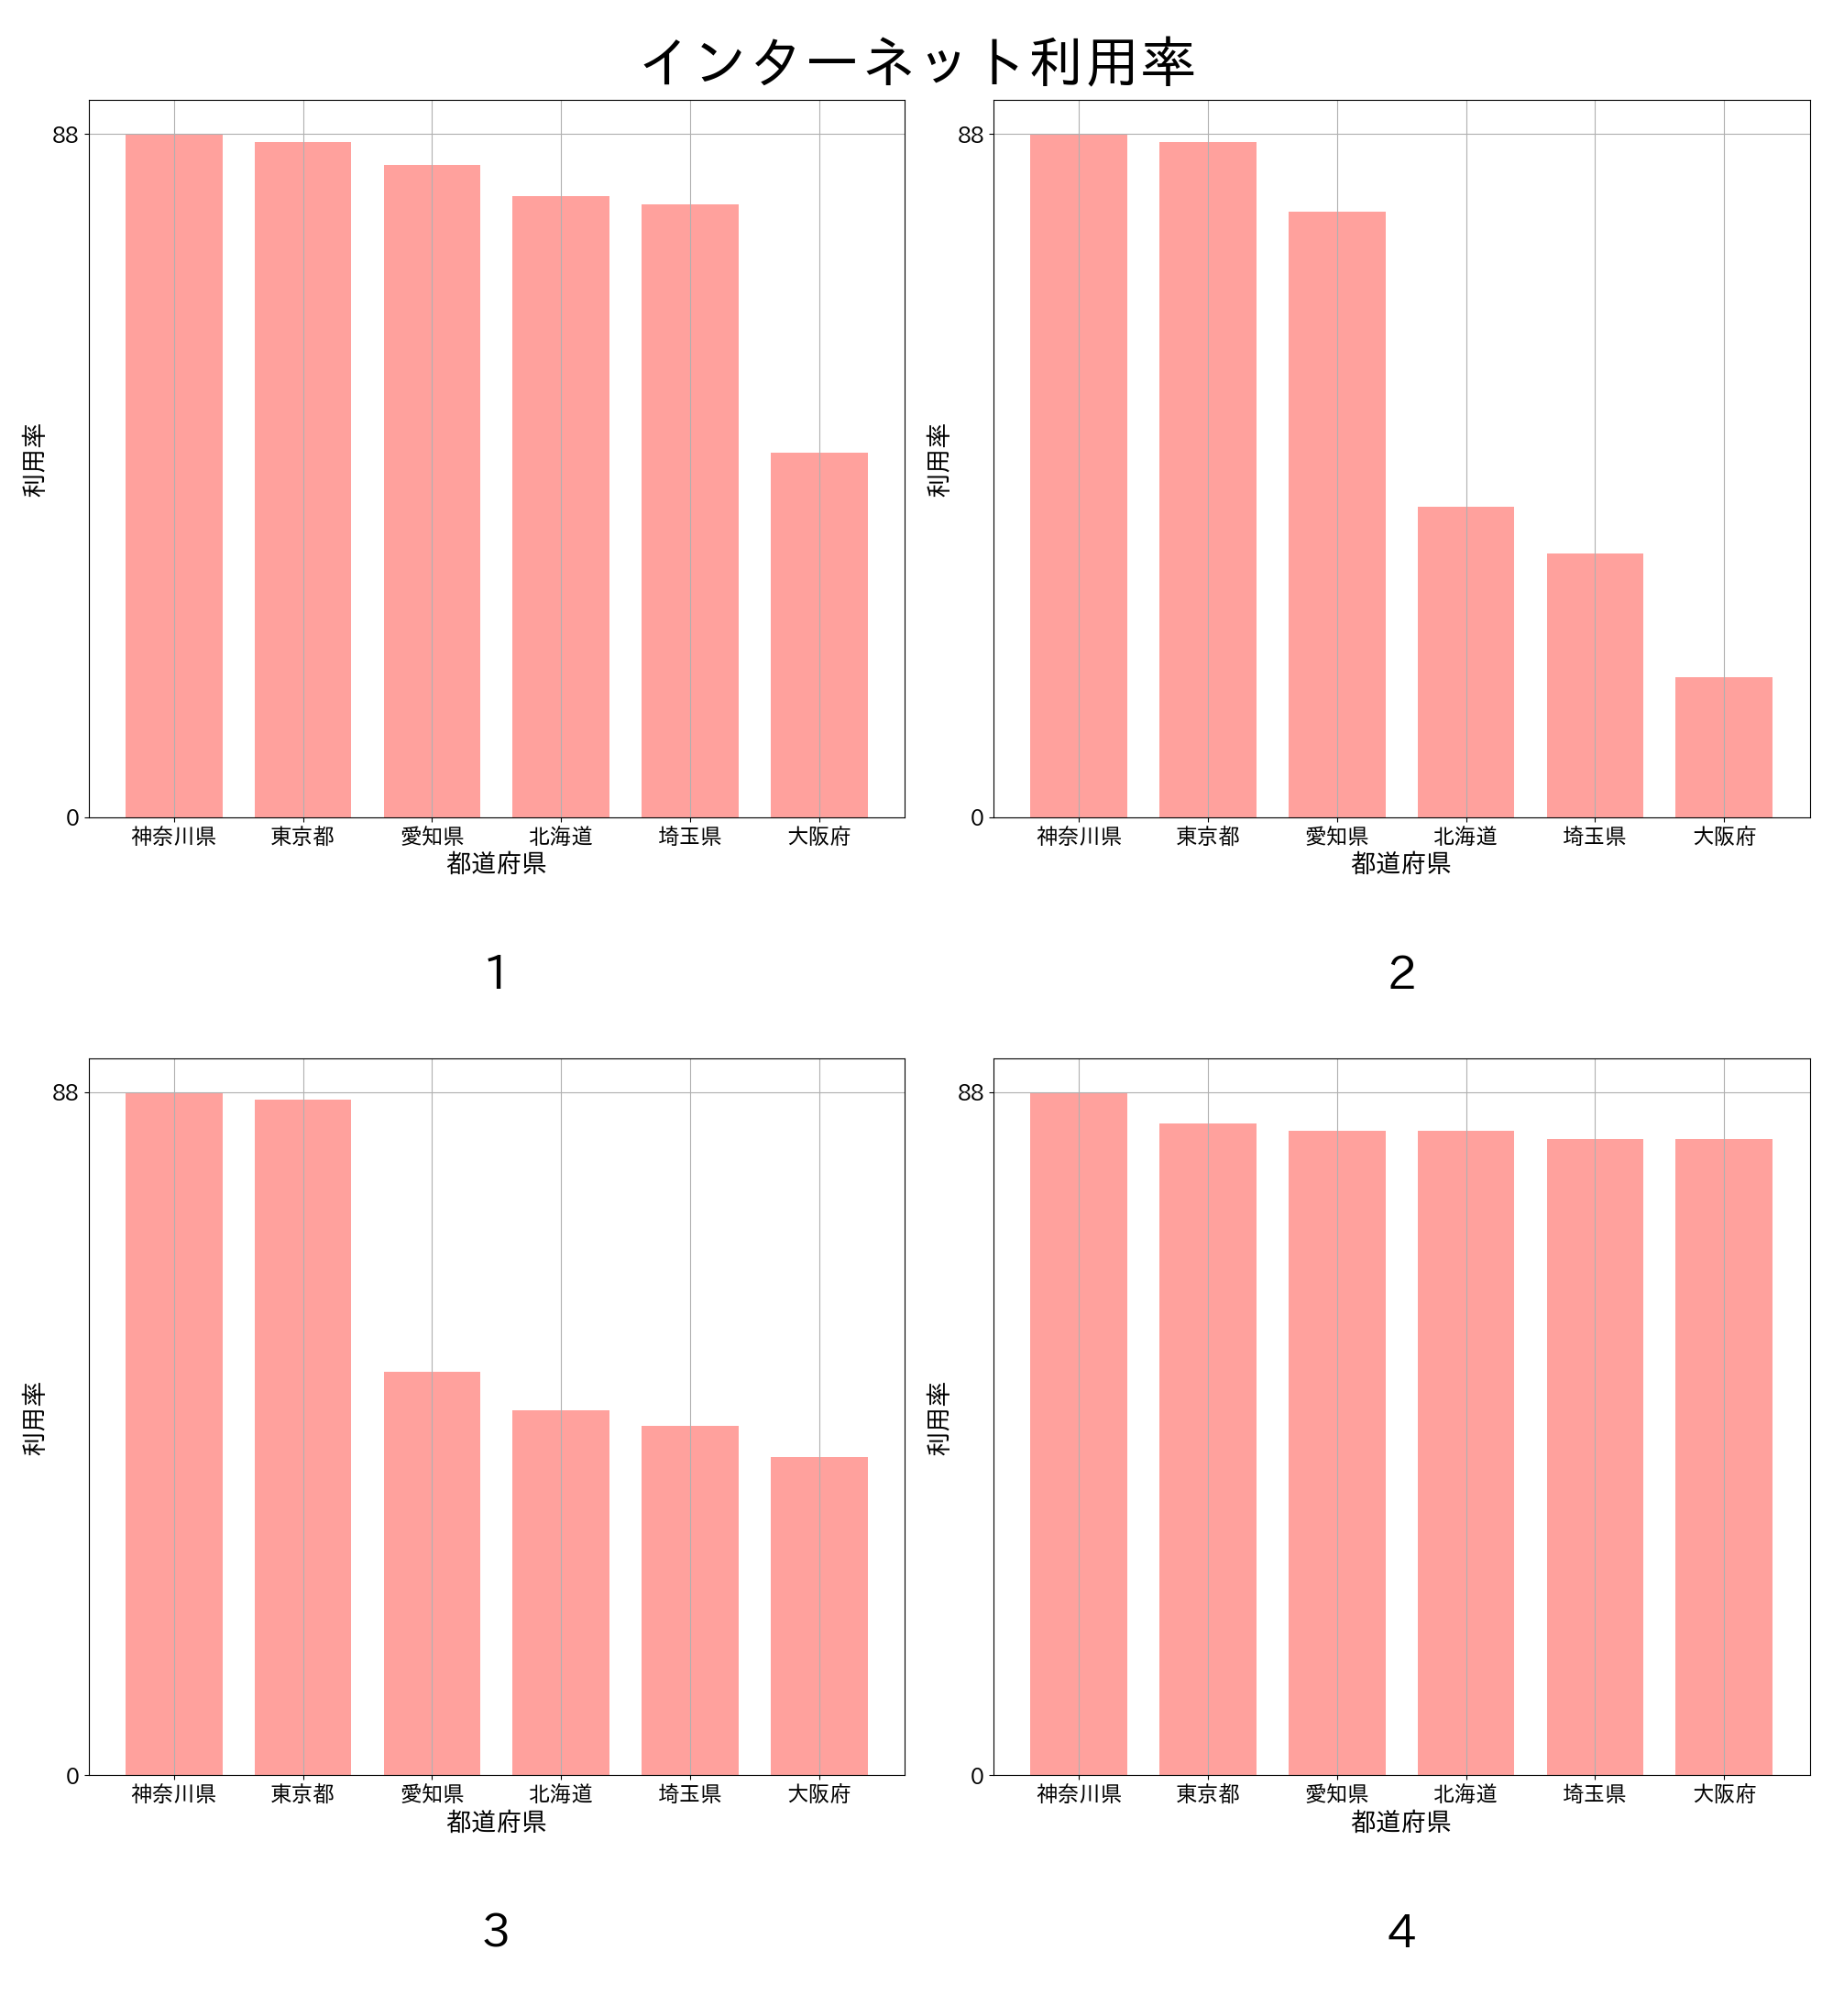 インターネット利用率
88
0
利用率
神奈川県 東京都 愛知県 北海道 埼玉県 大阪府
都道府県
1
88
0
利用率
神奈川県 東京都 愛知県 北海道 埼玉県 大阪府
都道府県
2
88
0
利用率
神奈川県 東京都 愛知県 北海道 埼玉県 大阪府
都道府県
3
88
0
利用率
神奈川県 東京都 愛知県 北海道 埼玉県 大阪府
都道府県
4